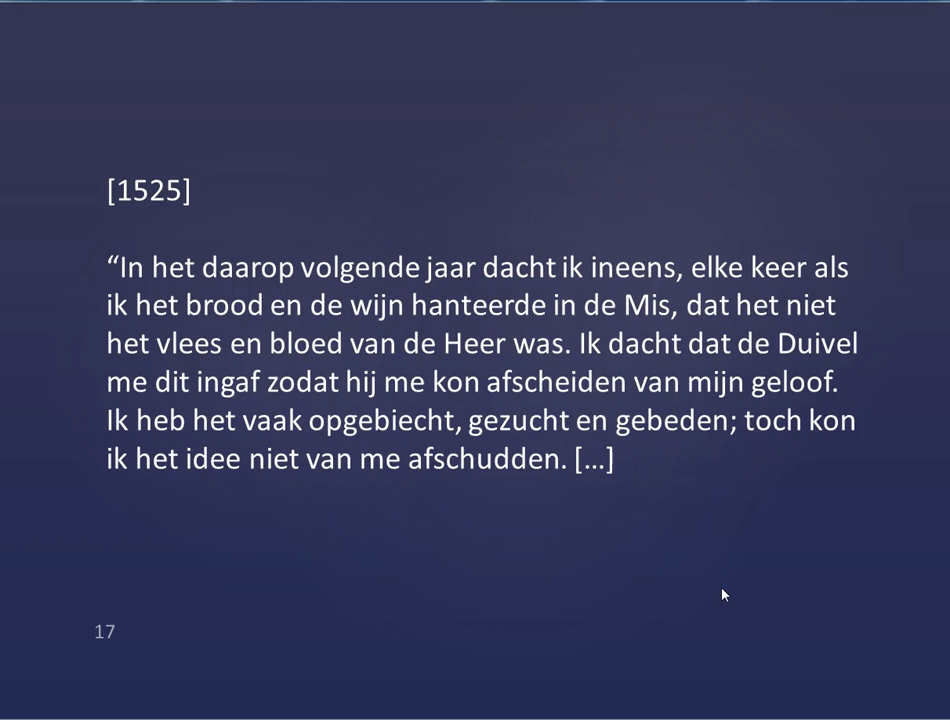 [1525]
“In het daarop volgende jaar dacht ik ineens, elke keer als
ik het brood en de wijn hanteerde in de Mis, dat het niet
het vlees en bloed van de Heer was. Ik dacht dat de Duivel
me dit ingaf zodat hij me kon afscheiden van mijn geloof.
Ik heb het vaak opgebiecht, gezucht en gebeden; toch kon
ik het idee niet van me afschudden. [...]
17